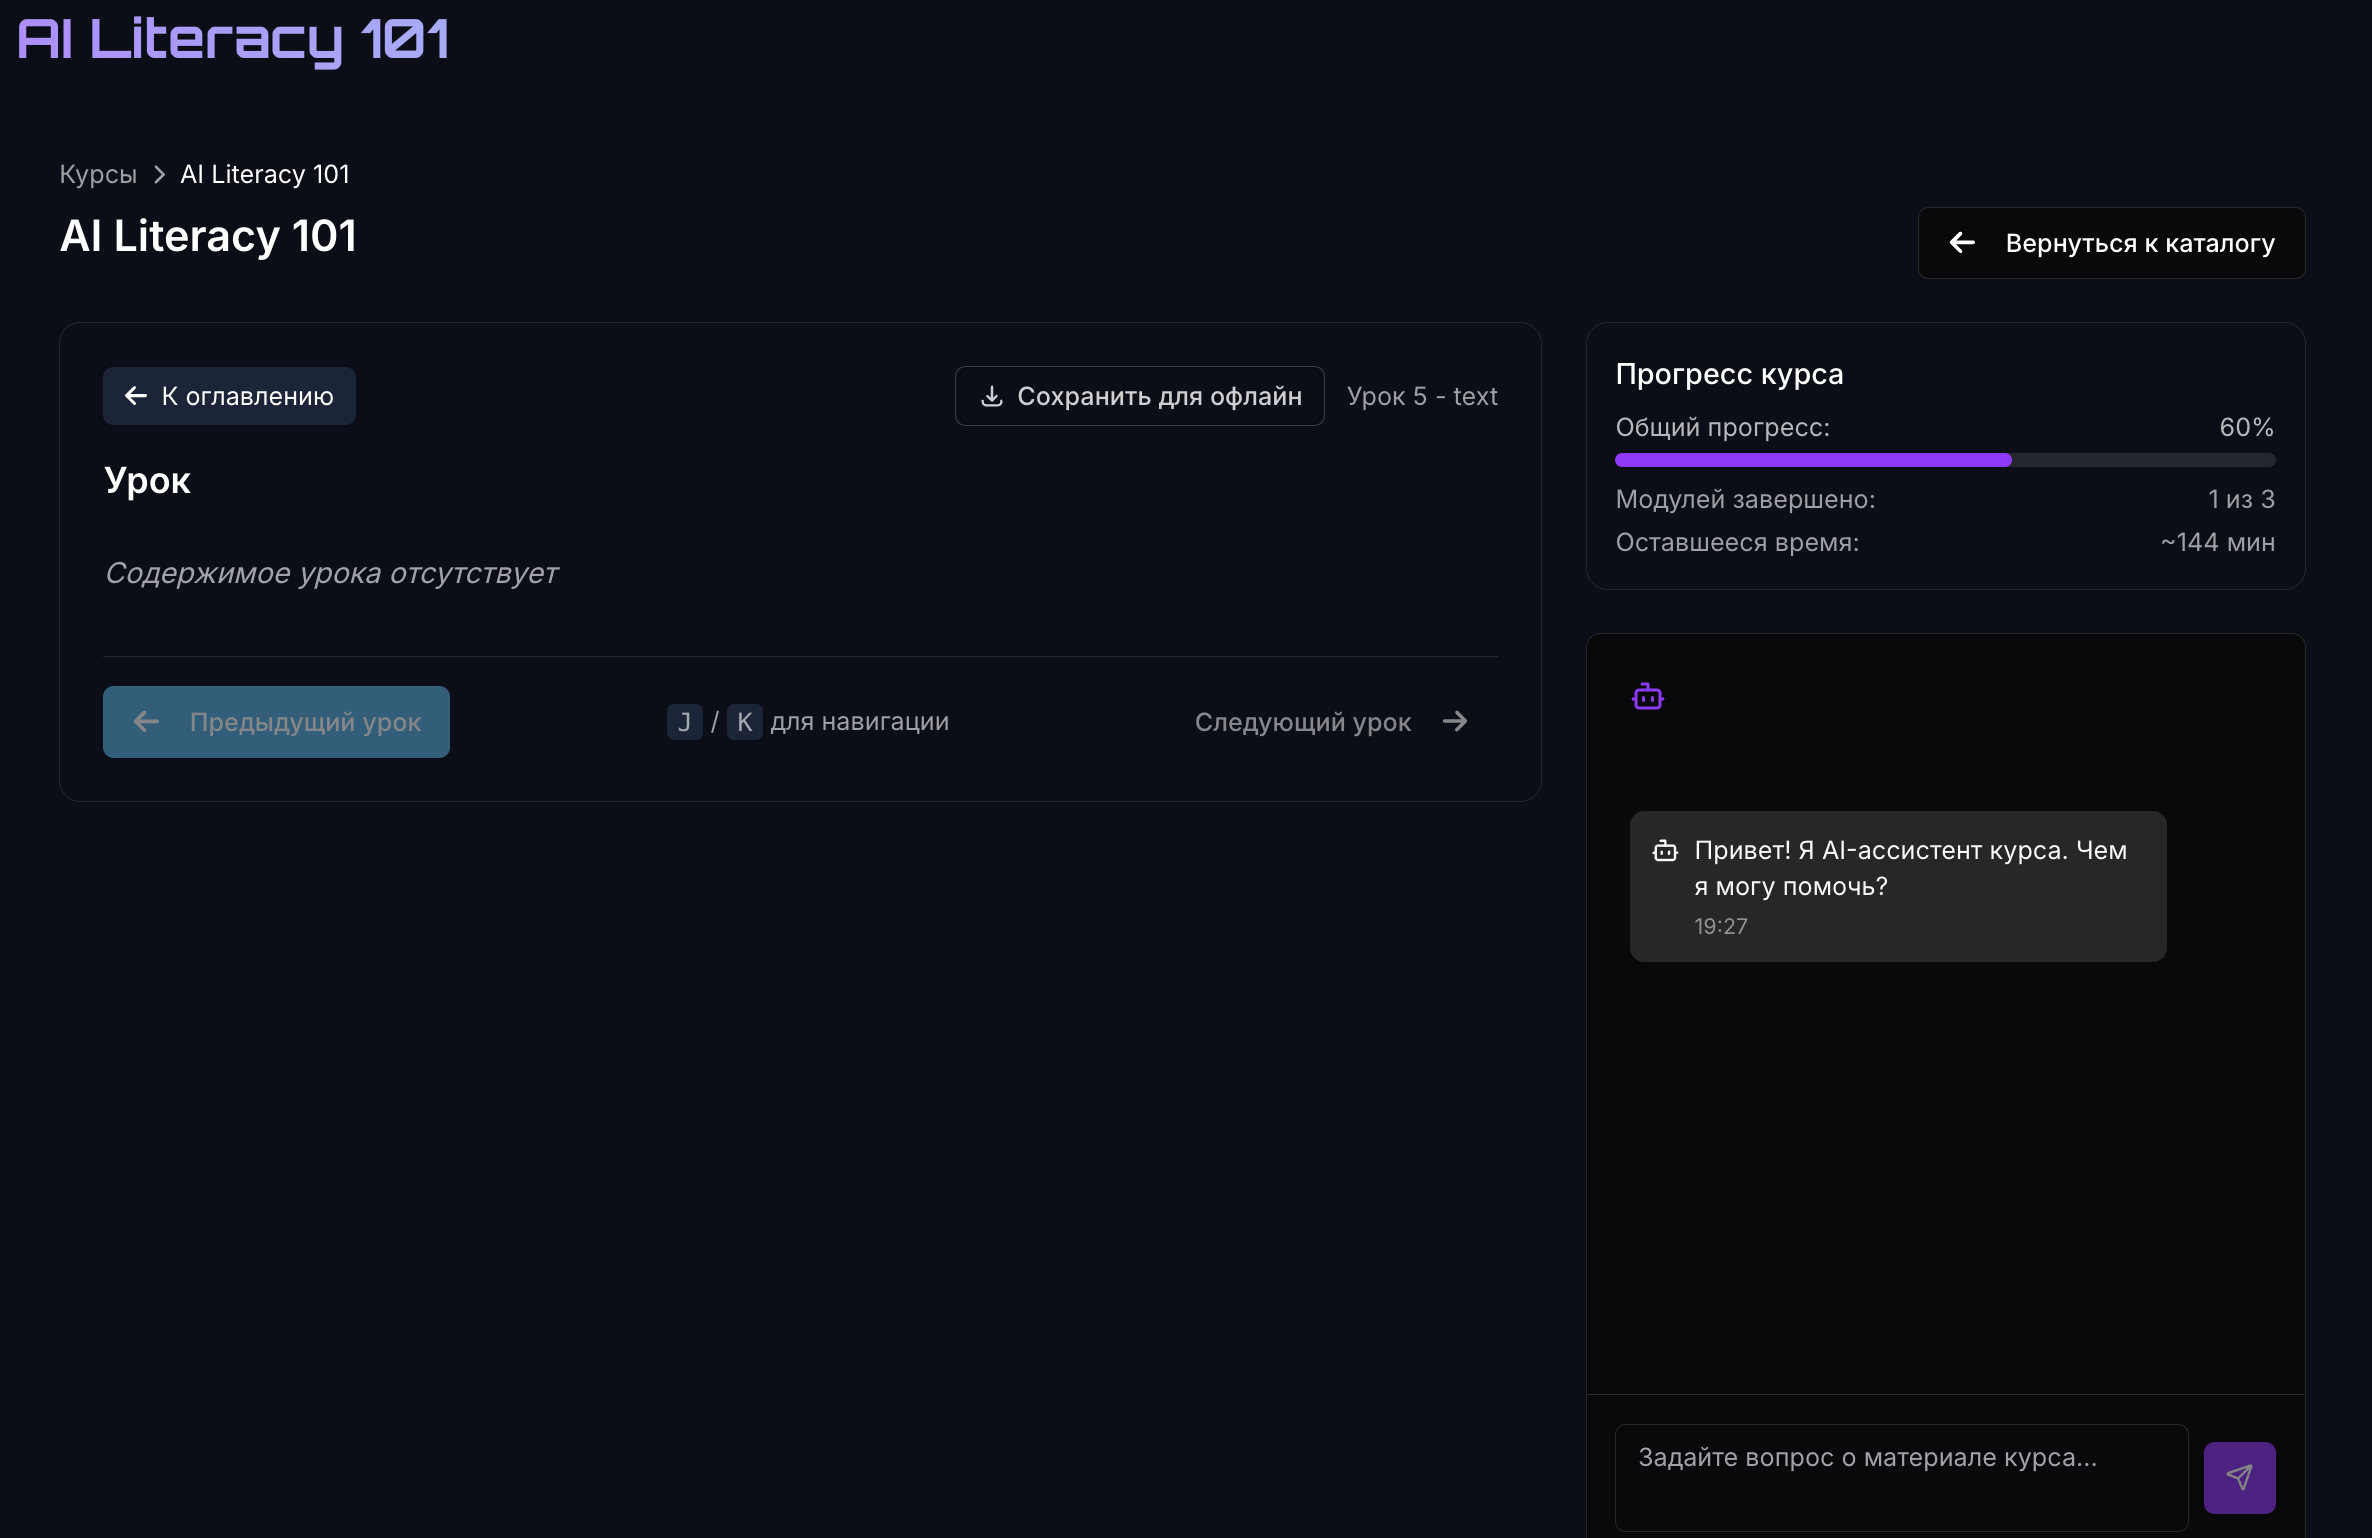 AI Literacy 101
Курсы
AI Literacy 101
AI Literacy 101
Вернуться к каталогу
К оглавлению
Сохранить для офлайн
Урок 5 - text
Урок
Содержимое урока отсутствует
Предыдущий урок
J / K для навигации
Следующий урок
Прогресс курса
Общий прогресс: 60%
Модулей завершено: 1 из 3
Оставшееся время: ~144 мин
Привет! Я AI-ассистент курса. Чем
я могу помочь?
19:27
Задайте вопрос о материале курса...